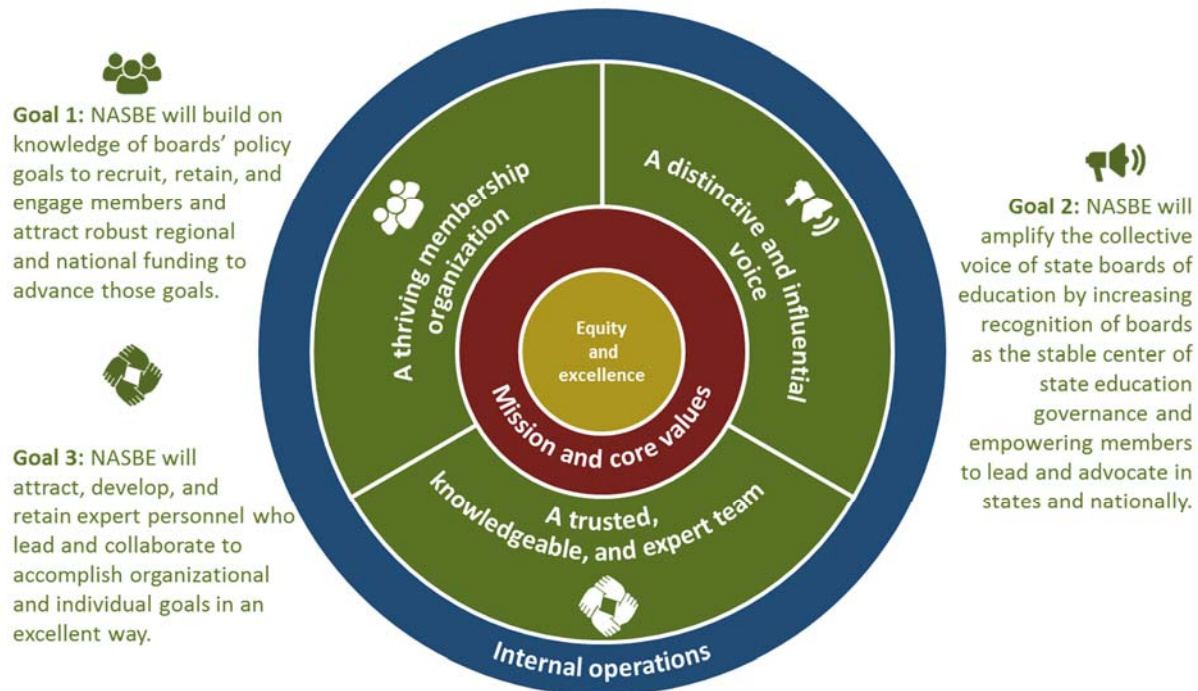 Goal 1: NASBE will build on
knowledge of boards’ policy
goals to recruit, retain, and
engage members and
attract robust regional
and national funding to
advance those goals.
Goal 3: NASBE will
attract, develop, and
retain expert personnel who
lead and collaborate to
accomplish organizational
and individual goals in an
excellent way.
A thriving membership
organization
A distinctive and influential
voice
Equity
and
excellence
Mission and core values
A trusted,
knowledgeable, and expert team
Internal operations
Goal 2: NASBE will
amplify the collective
voice of state boards of
education by increasing
recognition of boards
as the stable center of
state education
governance and
empowering members
to lead and advocate in
states and nationally.